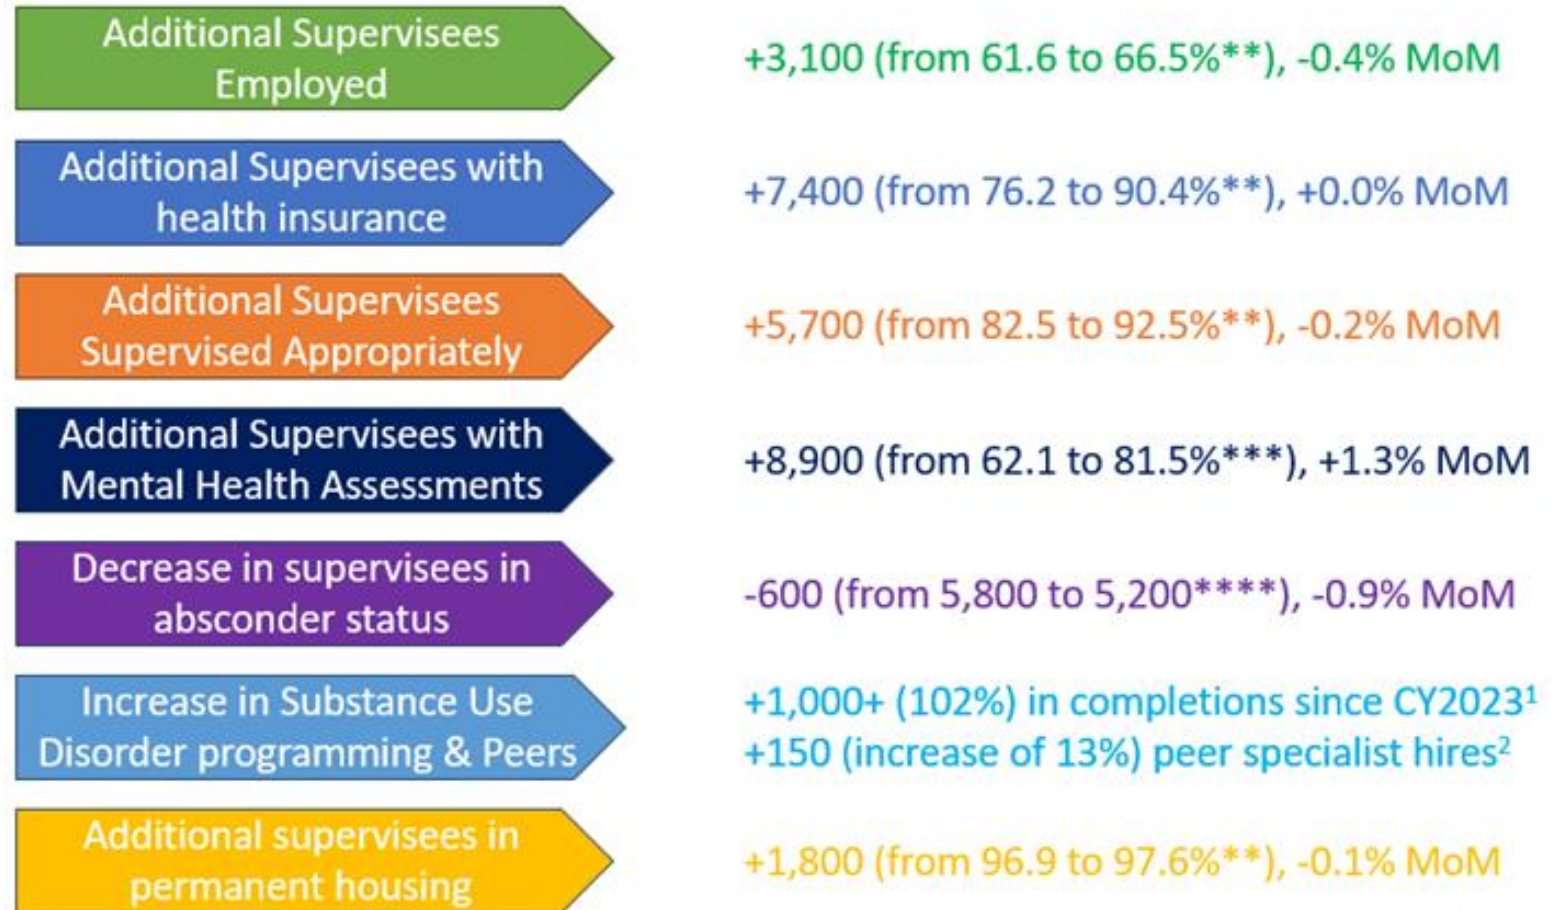 Additional Supervisees
Employed
+3,100 (from 61.6 to 66.5%**), -0.4% MoM
Additional Supervisees with
health insurance
+7,400 (from 76.2 to 90.4%**), +0.0% MoM
Additional Supervisees
Supervised Appropriately
+5,700 (from 82.5 to 92.5%**), -0.2% MoM
Additional Supervisees with
Mental Health Assessments
+8,900 (from 62.1 to 81.5%***), +1.3% MoM
Decrease in supervisees in
absconder status
-600 (from 5,800 to 5,200****), -0.9% MoM
Increase in Substance Use
Disorder programming & Peers
+1,000+ (102%) in completions since CY2023¹
+150 (increase of 13%) peer specialist hires²
Additional supervisees in
permanent housing
+1,800 (from 96.9 to 97.6%**), -0.1% MoM